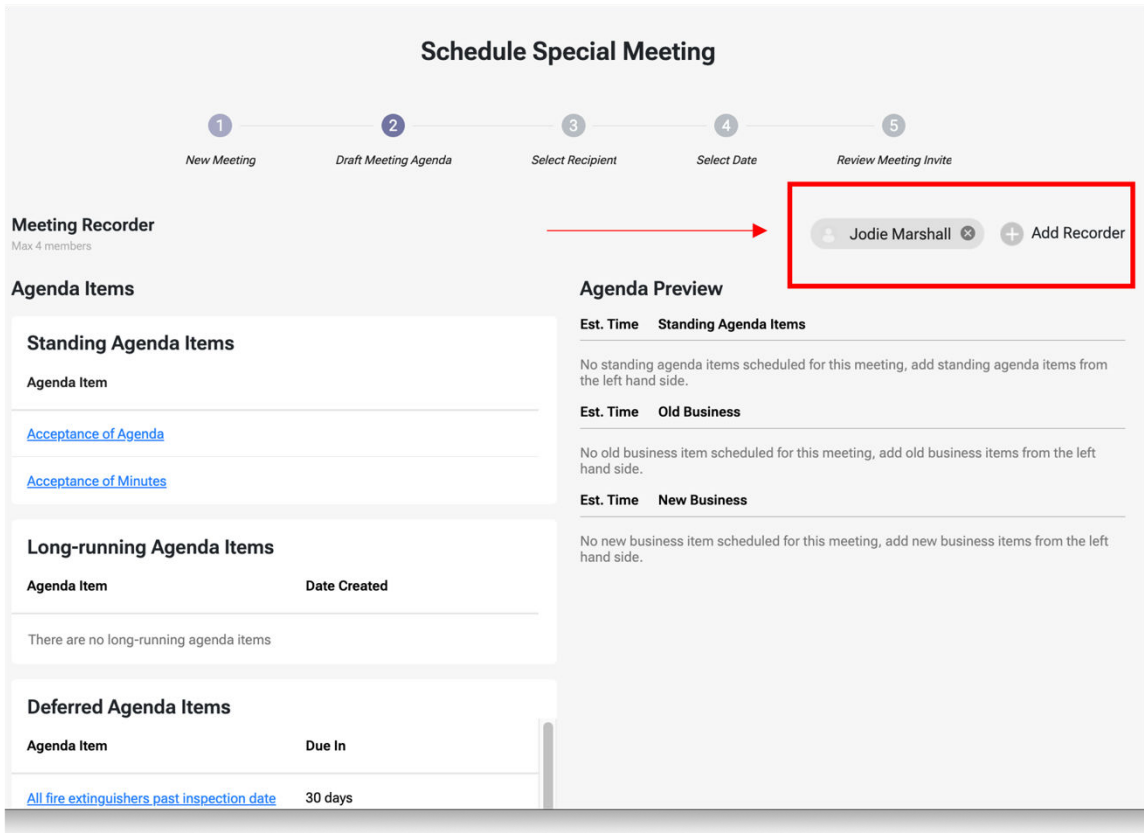 Schedule Special Meeting
1
2
3
4
5
New Meeting
Draft Meeting Agenda
Select Recipient
Select Date
Review Meeting Invite
Meeting Recorder
Max 4 members
Jodie Marshall
Add Recorder
Agenda Items
Standing Agenda Items
Agenda Item
Acceptance of Agenda
Acceptance of Minutes
Long-running Agenda Items
Agenda Item Date Created
There are no long-running agenda items
Deferred Agenda Items
Agenda Item Due In
All fire extinguishers past inspection date 30 days
Agenda Preview
Est. Time Standing Agenda Items
No standing agenda items scheduled for this meeting, add standing agenda items from
the left hand side.
Est. Time Old Business
No old business item scheduled for this meeting, add old business items from the left
hand side.
Est. Time New Business
No new business item scheduled for this meeting, add new business items from the left
hand side.